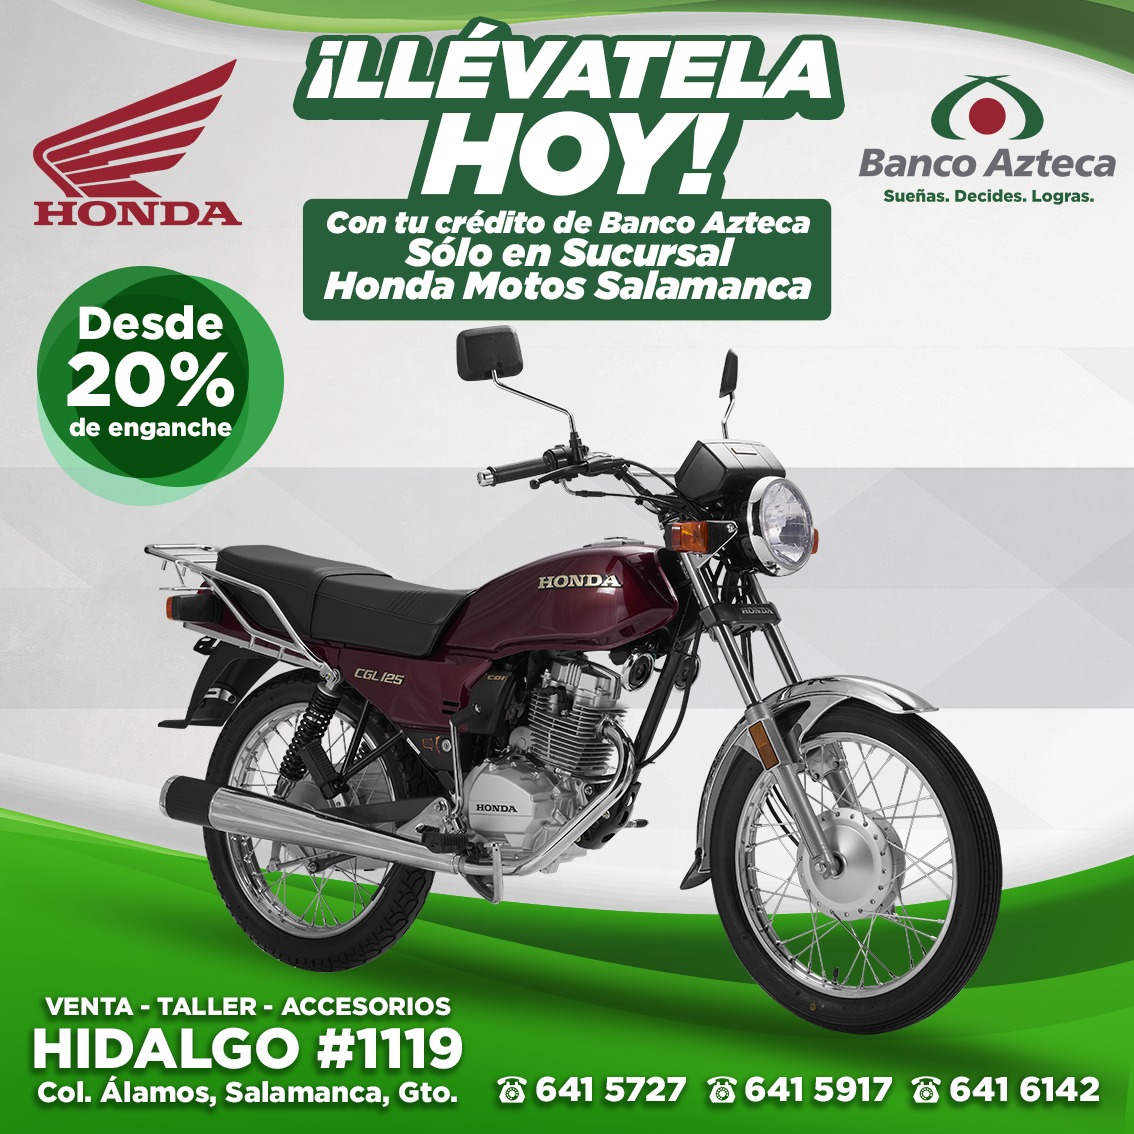 ¡LLÉVATELA
HOY!
HONDA
Banco Azteca
Sueñas. Decides. Logras.
Con tu crédito de Banco Azteca
Sólo en Sucursal
Honda Motos Salamanca
Desde
20%
de enganche
HONDA
HONDA
CGL125
CDI
HONDA
VENTA - TALLER - ACCESORIOS
HIDALGO #1119
Col. Álamos, Salamanca, Gto.
641 5727 641 5917 641 6142